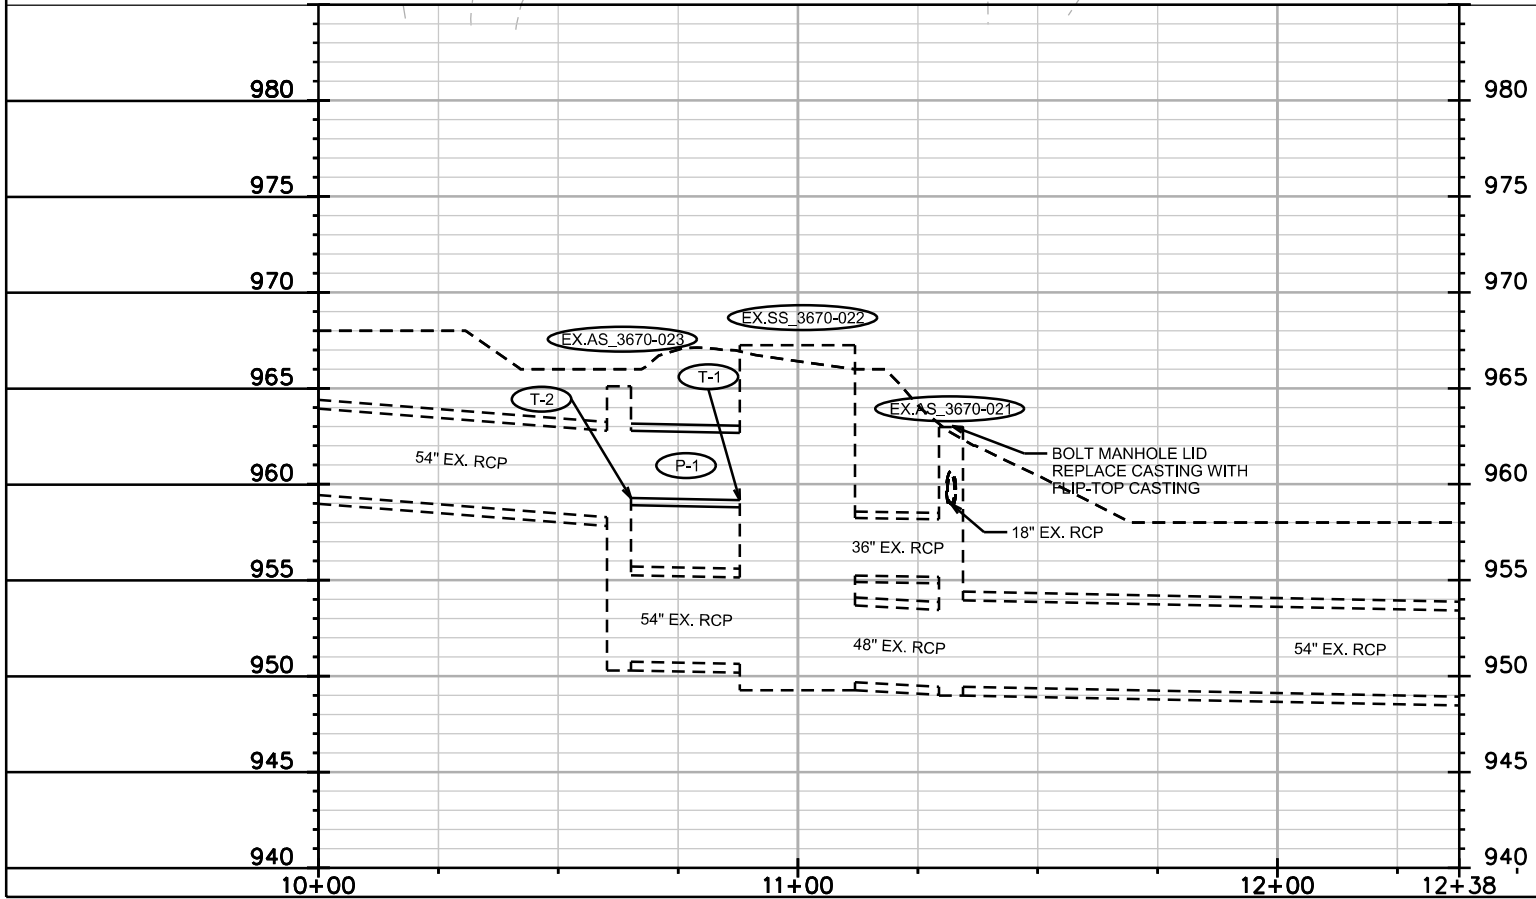 980 980
975 975
970 970
EX.SS_3670-022
EX.AS_3670-023
965 965
T-1
T-2
EX.AS_3670-021
54" EX. RCP
P-1
BOLT MANHOLE LID
REPLACE CASTING WITH
FLIP-TOP CASTING
960 960
18" EX. RCP
36" EX. RCP
955 955
54" EX. RCP
48" EX. RCP
54" EX. RCP
950 950
945 945
940 940
10+00 11+00 12+00 12+38